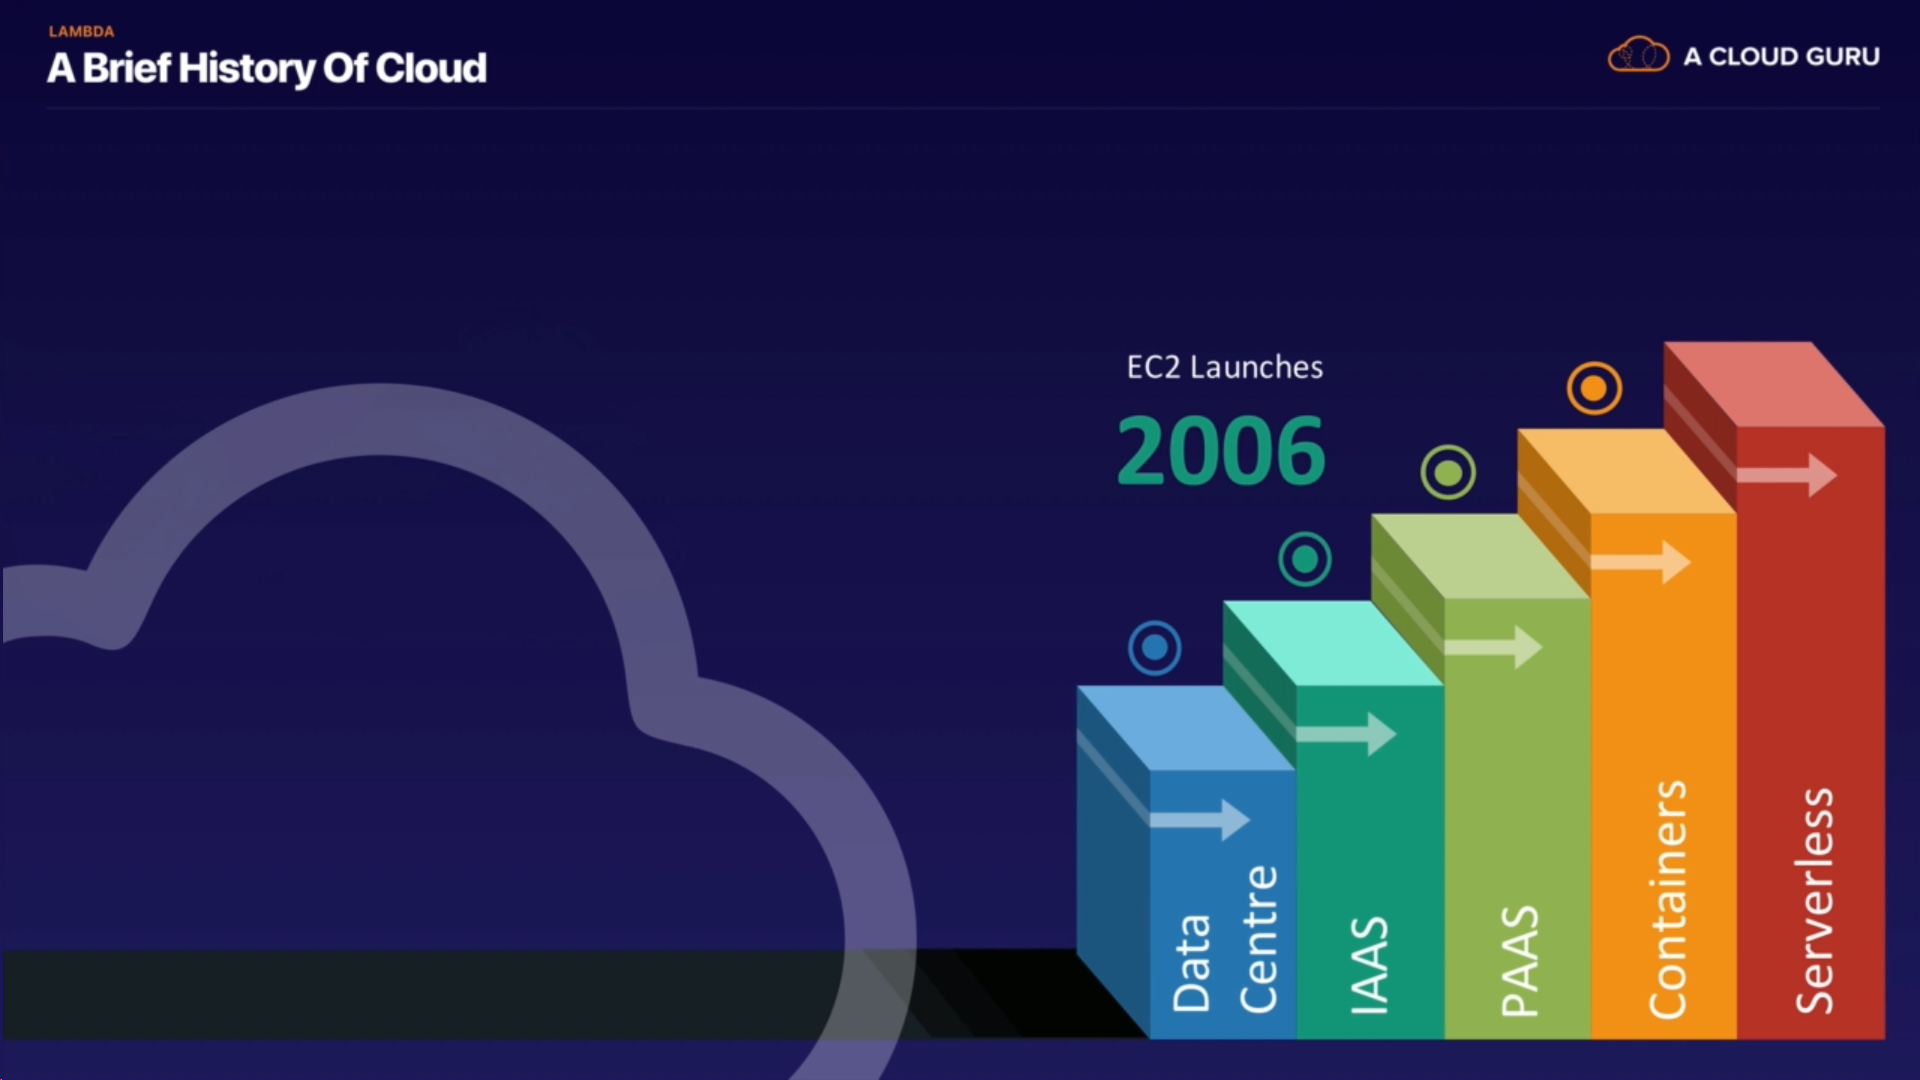 LAMBDA
A Brief History Of Cloud
A CLOUD GURU
EC2 Launches
2006
Data
Centre
IAAS
PAAS
Containers
Serverless